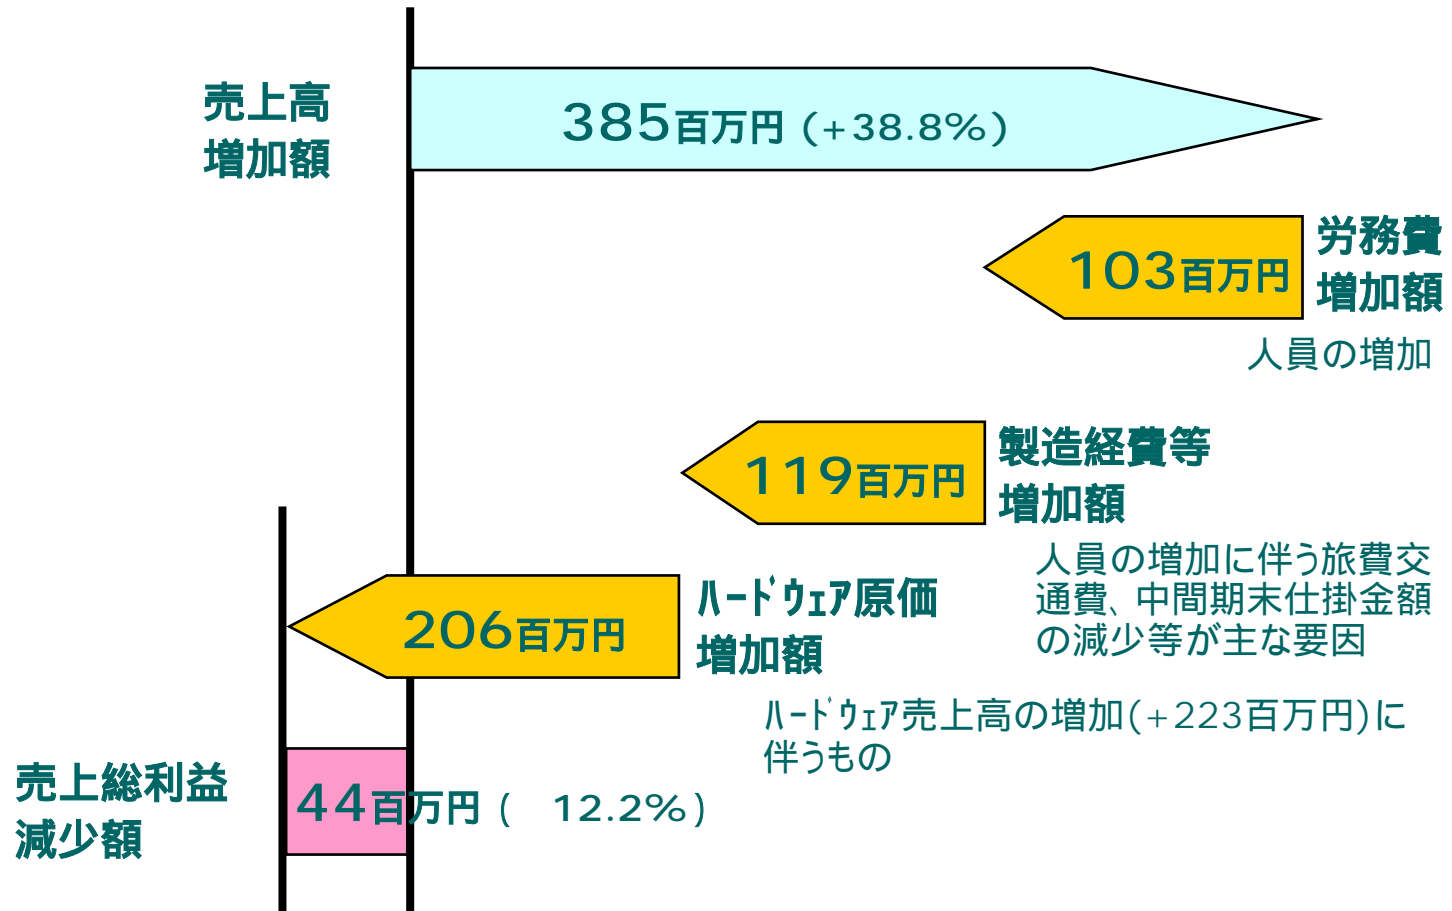 売上高
増加額
385百万円 (+38.8%)
103百万円
労務費
増加額
人員の増加
119百万円
製造経費等
増加額
人員の増加に伴う旅費交
通費、中間期末仕掛金額
の減少等が主な要因
206百万円
ﾊｰﾄﾞｳｪｱ原価
増加額
ﾊｰﾄﾞｳｪｱ売上高の増加(+223百万円)に
伴うもの
売上総利益
減少額
44百万円 (　12.2%)